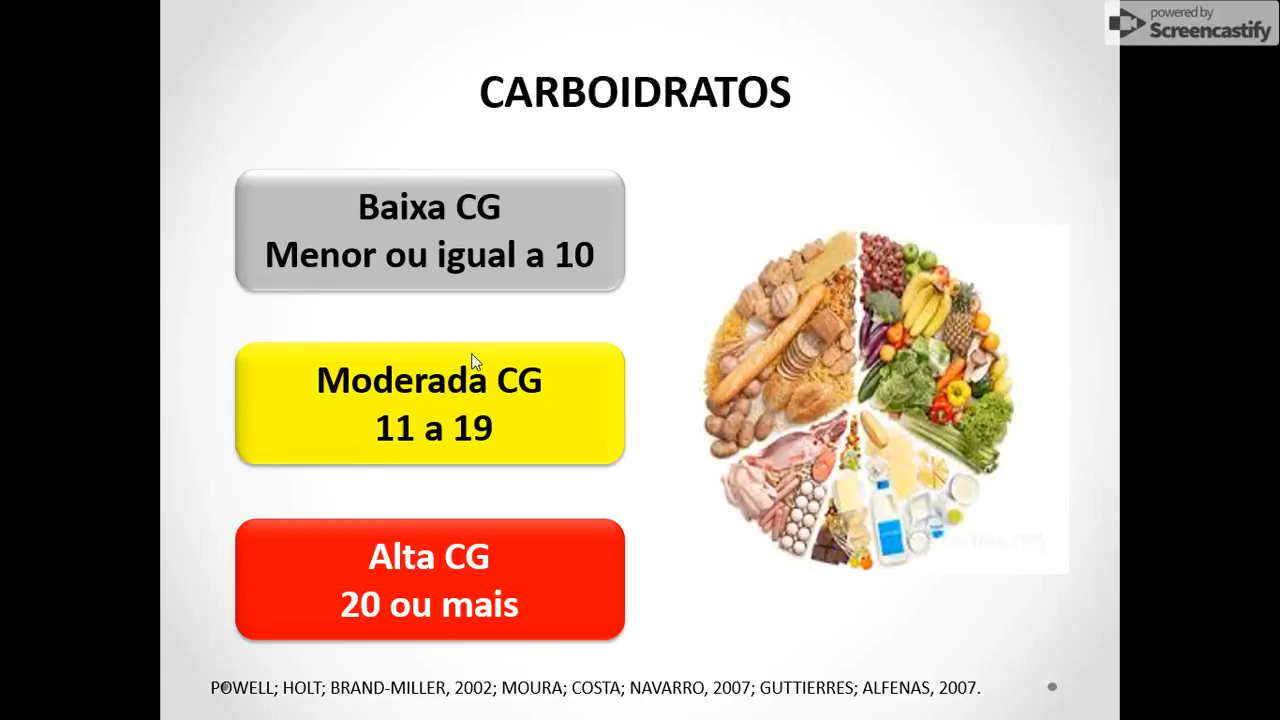 powered by
Screencastify
CARBOIDRATOS
Baixa CG
Menor ou igual a 10
Moderada CG
11 a 19
Alta CG
20 ou mais
POWELL; HOLT; BRAND-MILLER, 2002; MOURA; COSTA; NAVARRO, 2007; GUTTIERRES; ALFENAS, 2007.